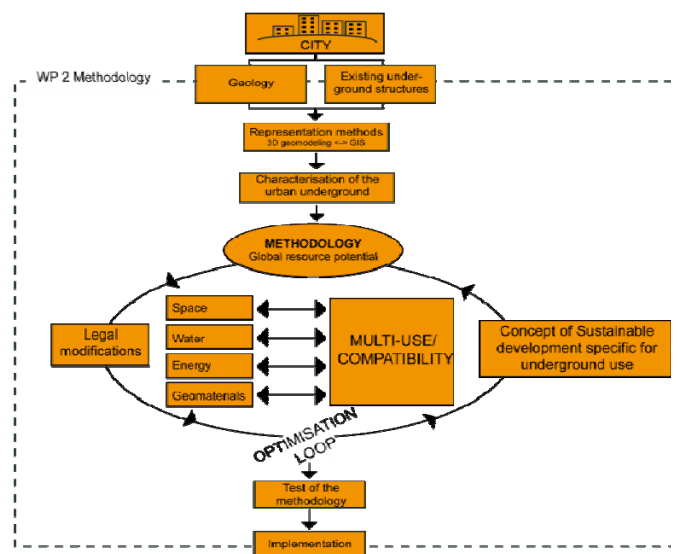 CITY
WP 2 Methodology
Geology
Existing under-
ground structures
Representation methods
3D geomodeling <-> GIS
Characterisation of the
urban underground
METHODOLOGY
Global resource potential
Space
Water
Energy
Geomaterials
Legal
modifications
MULTI-USE/
COMPATIBILITY
Concept of Sustainable
development specific for
underground use
OPTIMISATION
LOOP
Test of the
methodology
Implementation